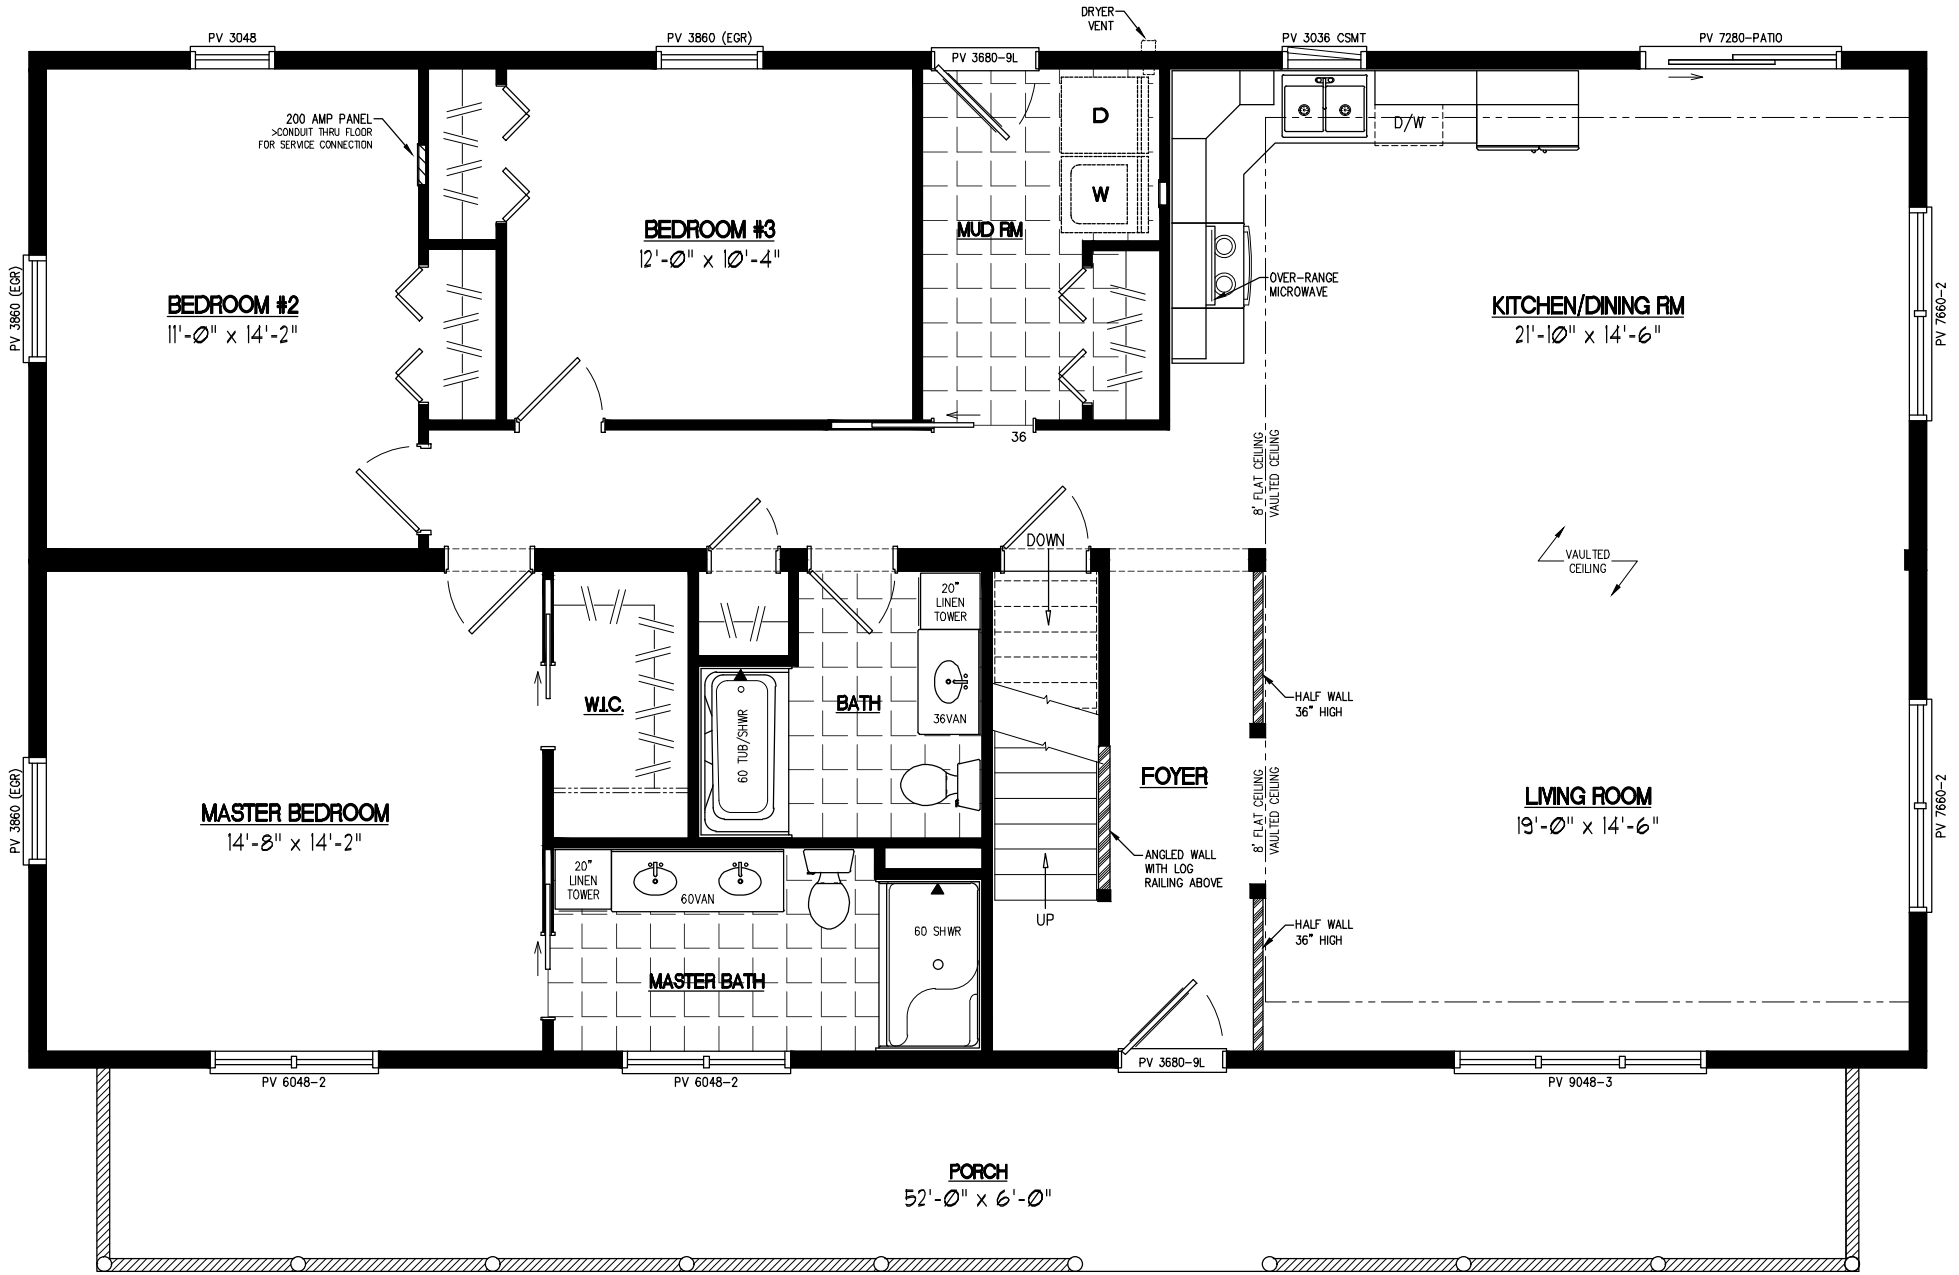 DRYER
VENT
PV 3048
PV 3860 (EGR)
PV 3680-9L
PV 3036 CSMT
PV 7280-PATIO
200 AMP PANEL
>CONDUIT THRU FLOOR
FOR SERVICE CONNECTION
D
W
D/W
BEDROOM #3
12'-0" x 10'-4"
MUD RM
OVER-RANGE
MICROWAVE
PV 3860 (EGR)
BEDROOM #2
11'-0" x 14'-2"
KITCHEN/DINING RM
21'-10" x 14'-6"
PV 7660-2
36
8' FLAT CEILING
VAULTED CEILING
DOWN
VAULTED
CEILING
20"
LINEN
TOWER
HALF WALL
36" HIGH
W.I.C.
BATH
36VAN
60 TUB/SHWR
FOYER
PV 3860 (EGR)
MASTER BEDROOM
14'-8" x 14'-2"
LIVING ROOM
19'-0" x 14'-6"
PV 7660-2
8' FLAT CEILING
VAULTED CEILING
ANGLED WALL
WITH LOG
RAILING ABOVE
20"
LINEN
TOWER
60VAN
UP
60 SHWR
HALF WALL
36" HIGH
MASTER BATH
PV 6048-2
PV 6048-2
PV 3680-9L
PV 9048-3
PORCH
52'-0" x 6'-0"